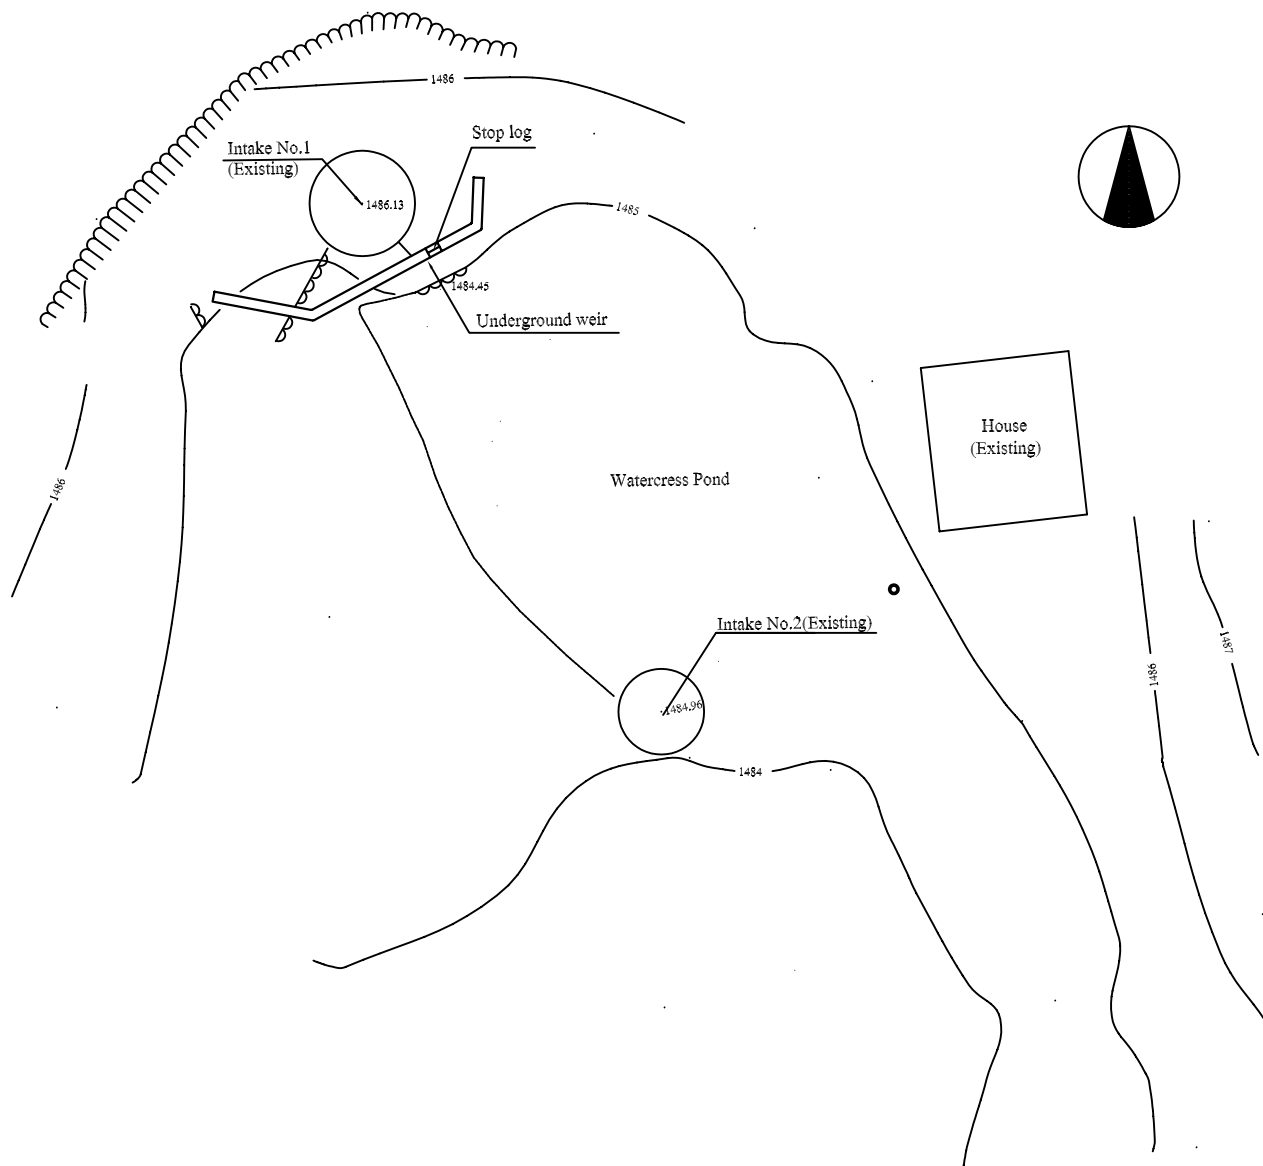 1486
Stop log
Intake No.1
(Existing)
1486.13
1485
1484.45
Underground weir
House
(Existing)
Watercress Pond
1486
Intake No.2(Existing)
1487
1486
1484.96
1484